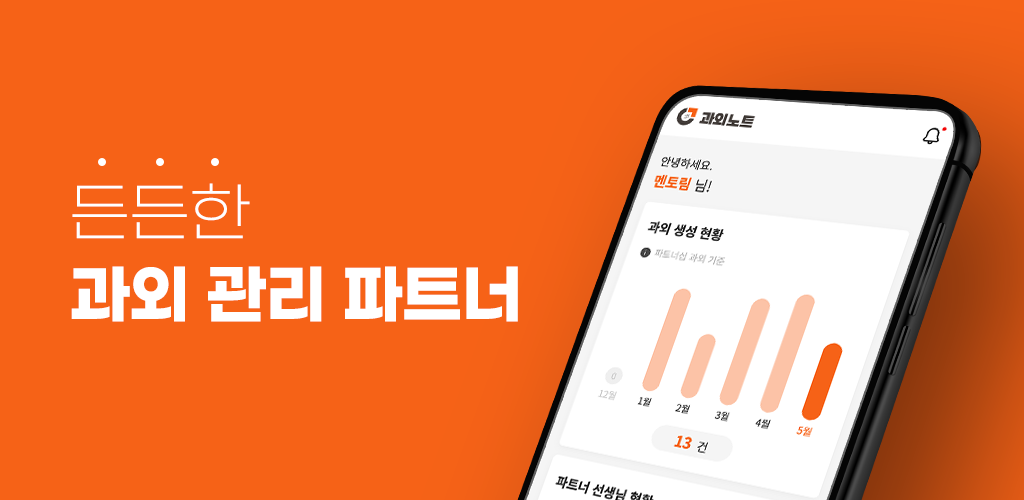 든든한
과외 관리 파트너
과외노트
안녕하세요.
멘토림 님!
과외 생성 현황
파트너십 과외 기준
0
12월 1월 2월 3월 4월 5월
13 건
파트너 선생님 현황